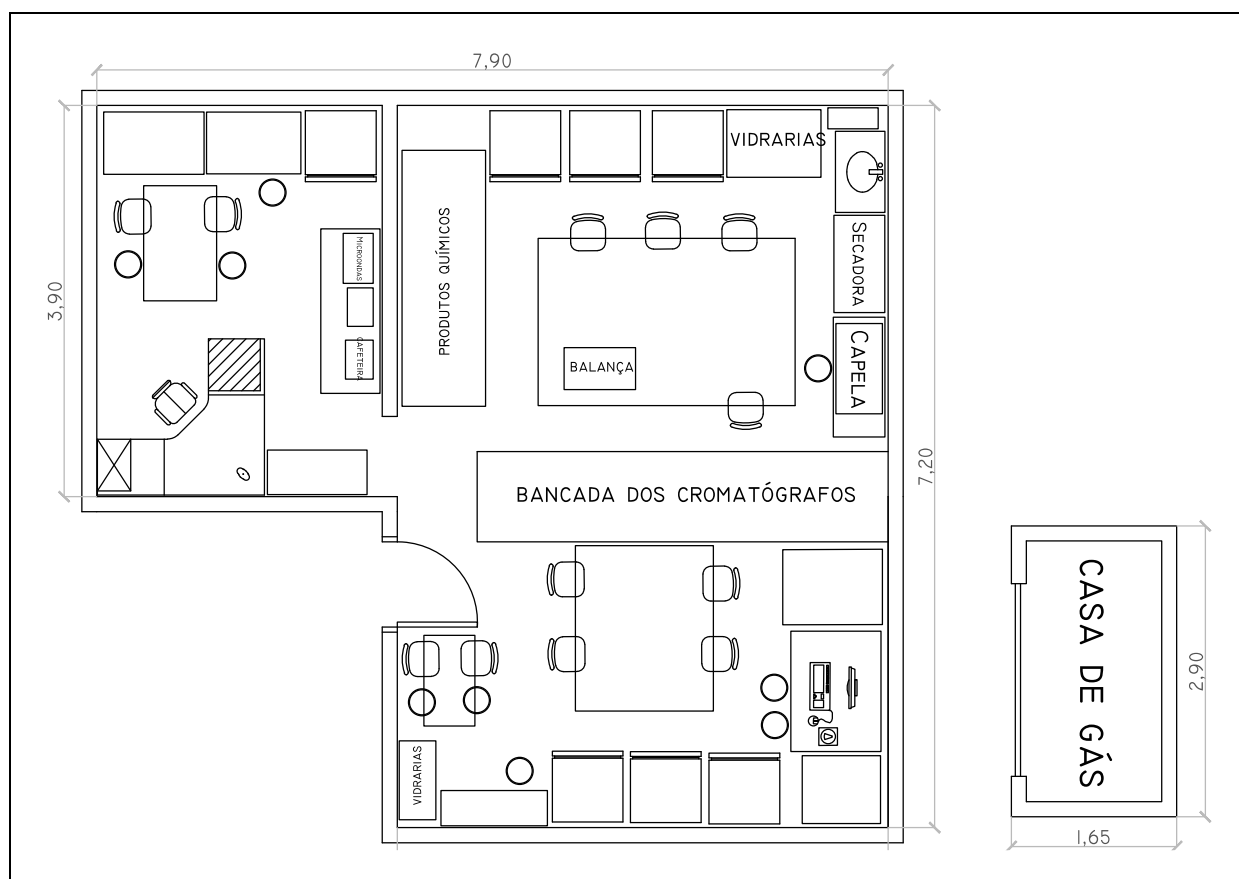 7,90
VIDRARIAS
3,90
MICROONDAS
PRODUTOS QUÍMICOS
SECADORA
CAFETEIRA
BALANÇA
CAPELA
7,20
BANCADA DOS CROMATÓGRAFOS
CASA DE GÁS
2,90
VIDRARIAS
1,65